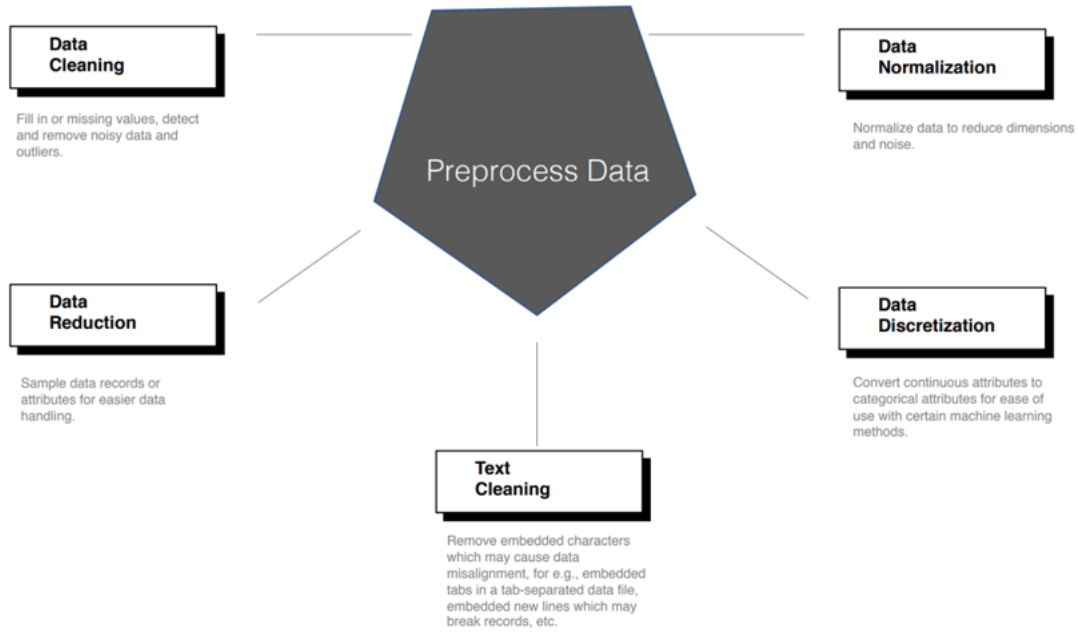 Data
Cleaning
Fill in or missing values, detect
and remove noisy data and
outliers.
Preprocess Data
Data
Normalization
Normalize data to reduce dimensions
and noise.
Data
Reduction
Sample data records or
attributes for easier data
handling.
Data
Discretization
Convert continuous attributes to
categorical attributes for ease of
use with certain machine learning
methods.
Text
Cleaning
Remove embedded characters
which may cause data
misalignment, for e.g., embedded
tabs in a tab-separated data file,
embedded new lines which may
break records, etc.